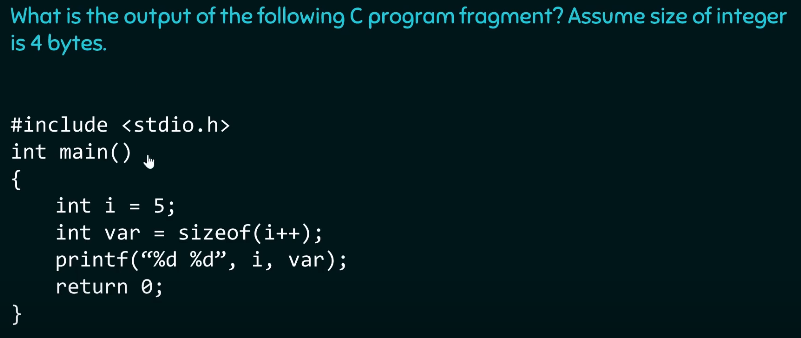 What is the output of the following C program fragment? Assume size of integer
is 4 bytes.
#include <stdio.h>
int main()
{
    int i = 5;
    int var = sizeof(i++);
    printf(“%d %d”, i, var);
    return 0;
}